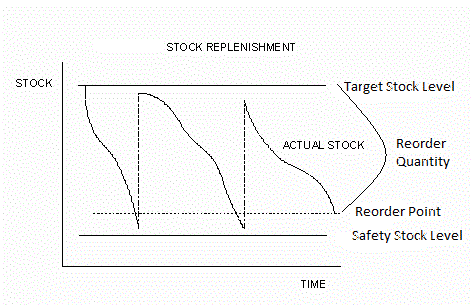 STOCK REPLENISHMENT
STOCK
Target Stock Level
ACTUAL STOCK
Reorder
Quantity
Reorder Point
Safety Stock Level
TIME